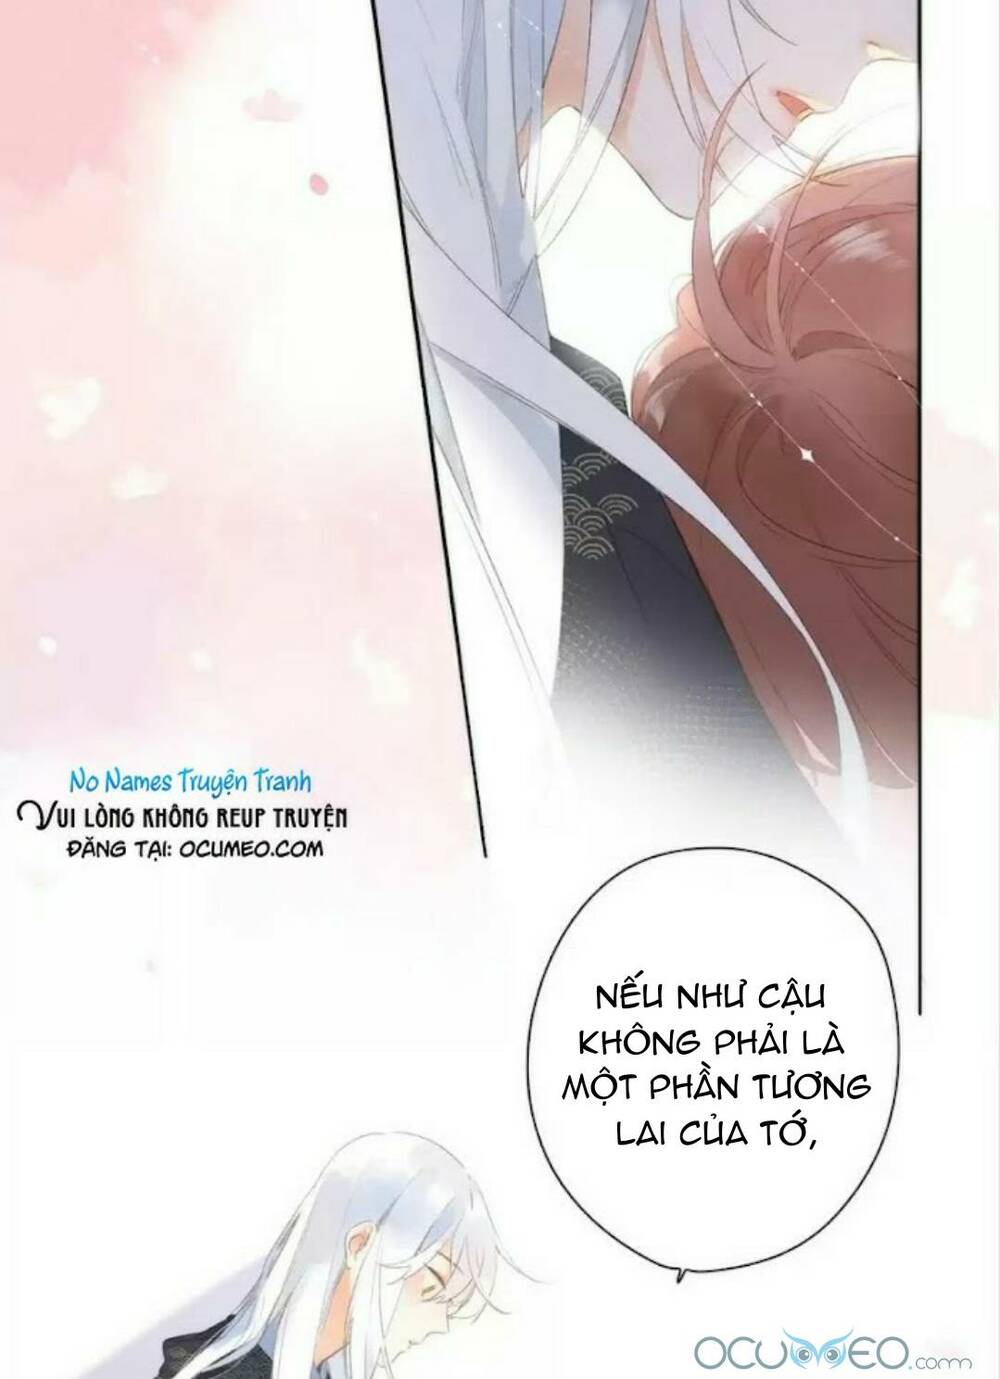 No Names Truyện Tranh
VUI LÒNG KHÔNG REUP TRUYỆN
ĐĂNG TẠI: OCUMEO.COM
NẾU NHƯ CẬU
KHÔNG PHẢI LÀ
MỘT PHẦN TƯƠNG
LAI CỦA TỚ,
OCUMEO.com